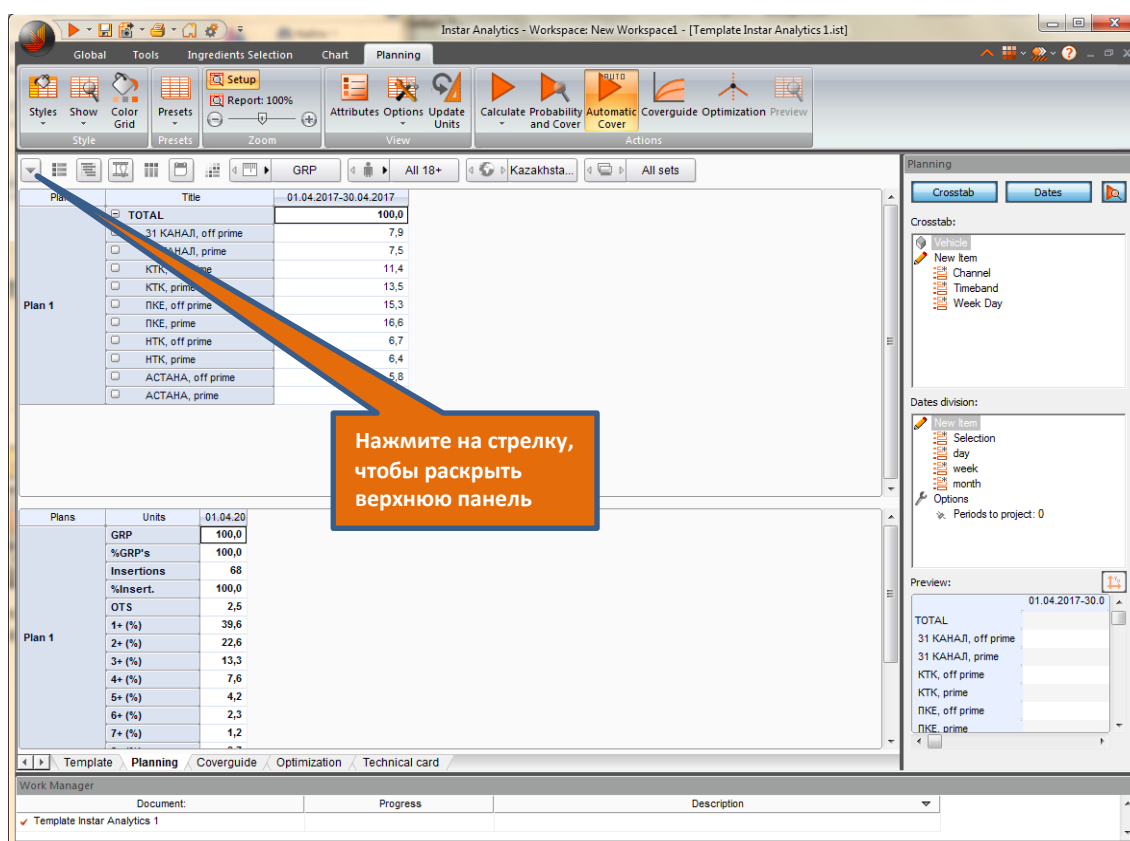 Instar Analytics - Workspace: New Workspace1 - [Template Instar Analytics 1.ist]
Global Tools Ingredients Selection Chart Planning
Setup
Report: 100%
AUTO
Styles Show Color Grid Presets Attributes Options Update Units Calculate Probability and Cover Automatic Cover Coverguide Optimization Preview
Style Presets Zoom View Actions
GRP All 18+ Kazakhsta... All sets
Title 01.04.2017-30.04.2017
TOTAL 100,0
31 КАНАЛ, off prime 7,9
prime 7,5
КТК, 11,4
КТК, prime 13,5
Plan 1 ПКЕ, off prime 15,3
ПКЕ, prime 16,6
НТК, off prime 6,7
НТК, prime 6,4
АСТАНА, off prime 5,8
АСТАНА, prime
Нажмите на стрелку,
чтобы раскрыть
верхнюю панель
Plans Units 01.04.20
GRP 100,0
%GRP's 100,0
Insertions 68
%Insert. 100,0
OTS 2,5
1+ (%) 39,6
Plan 1 2+ (%) 22,6
3+ (%) 13,3
4+ (%) 7,6
5+ (%) 4,2
6+ (%) 2,3
7+ (%) 1,2
Template Planning Coverguide Optimization Technical card
Planning
Crosstab Dates
Crosstab:
Vehicle
New Item
Channel
Timeband
Week Day
Dates division:
New Item
Selection
day
week
month
Options
Periods to project: 0
Preview:
01.04.2017-30.0
TOTAL
31 КАНАЛ, off prime
31 КАНАЛ, prime
КТК, off prime
КТК, prime
ПКЕ, off prime
ПКЕ, prime
Work Manager
Document: Progress Description
Template Instar Analytics 1